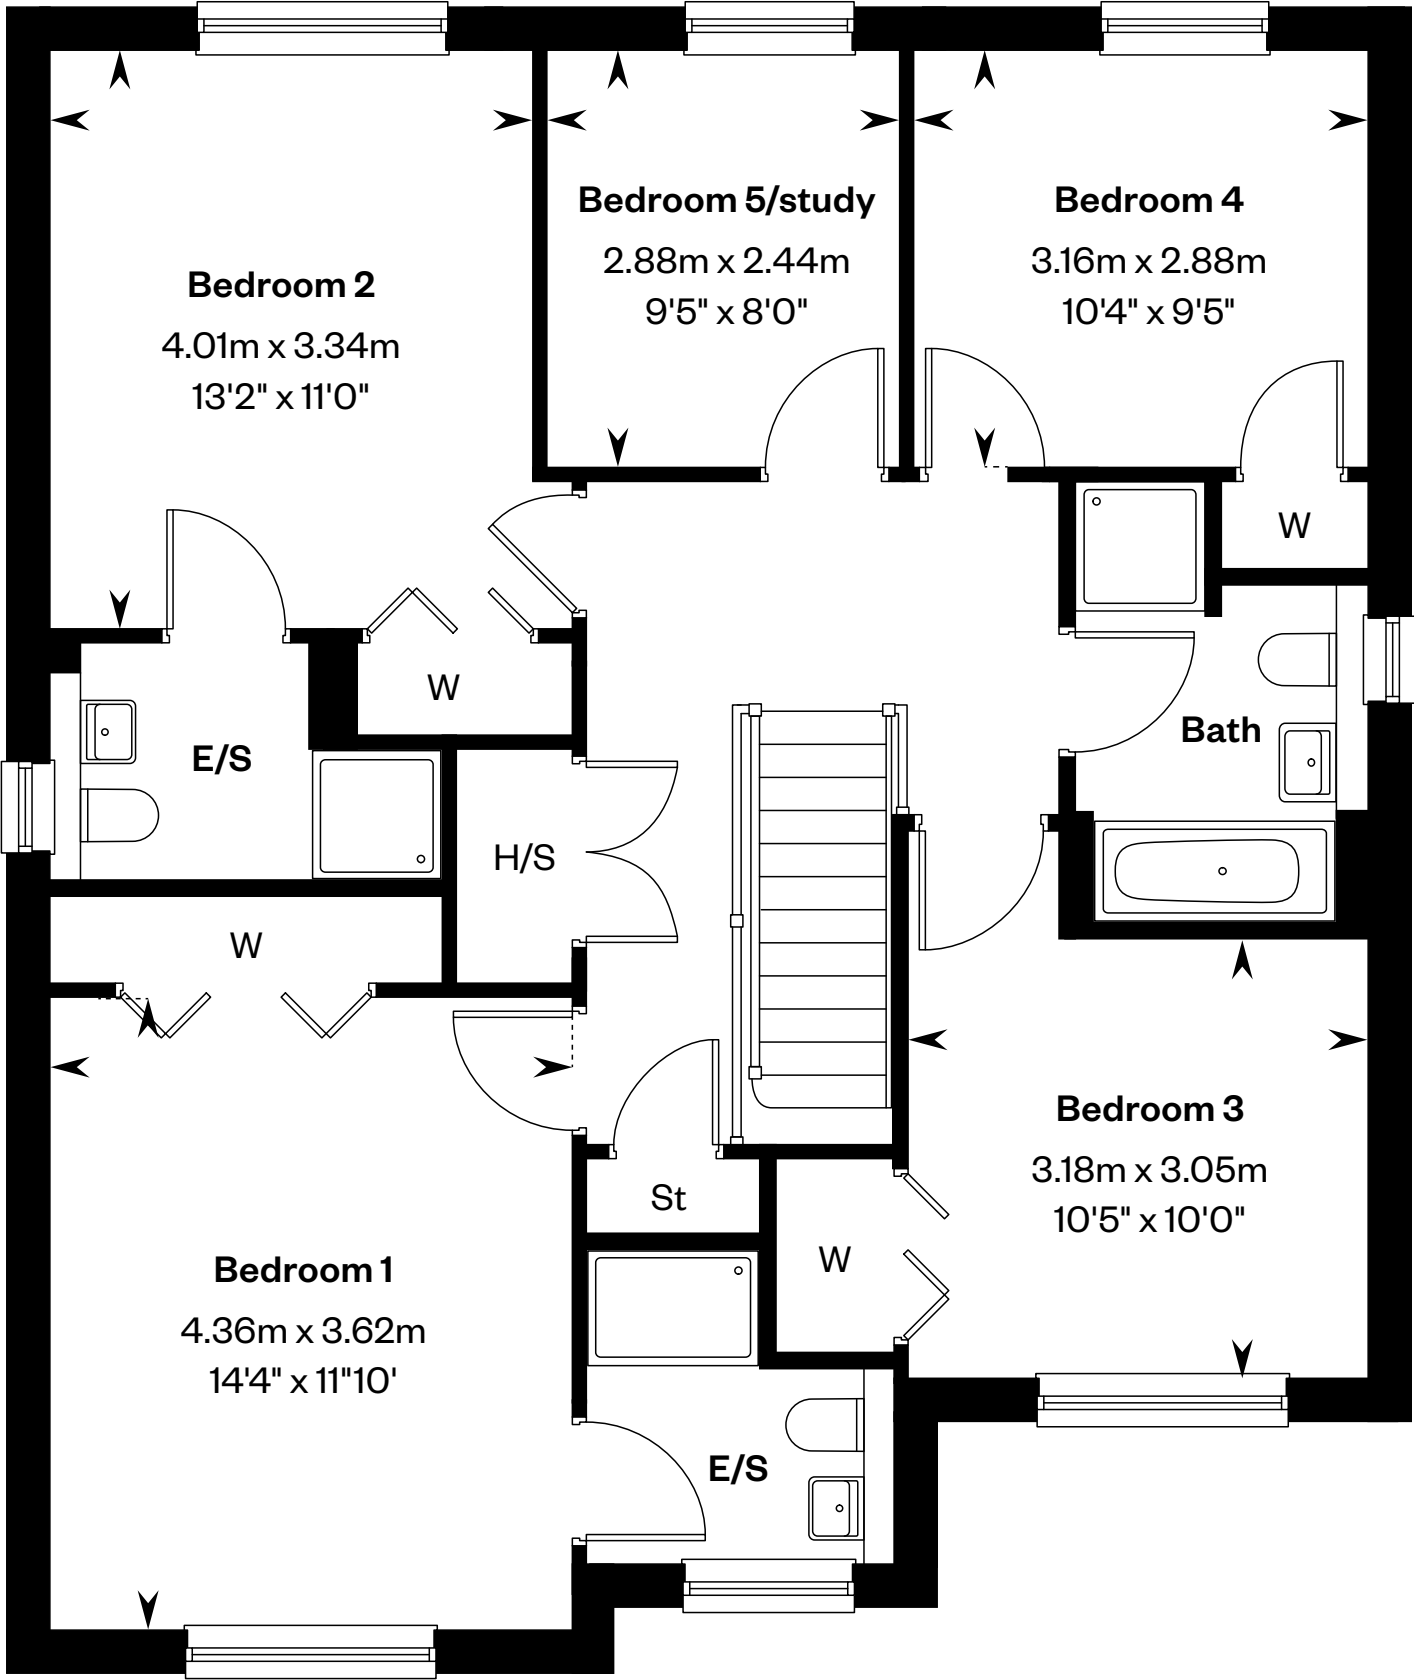 Bedroom 2
4.01m x 3.34m
13'2" x 11'0"
Bedroom 5/study
2.88m x 2.44m
9'5" x 8'0"
Bedroom 4
3.16m x 2.88m
10'4" x 9'5"
W
W
E/S
Bath
H/S
W
Bedroom 3
3.18m x 3.05m
10'5" x 10'0"
St
W
Bedroom 1
4.36m x 3.62m
14'4" x 11"10'
E/S